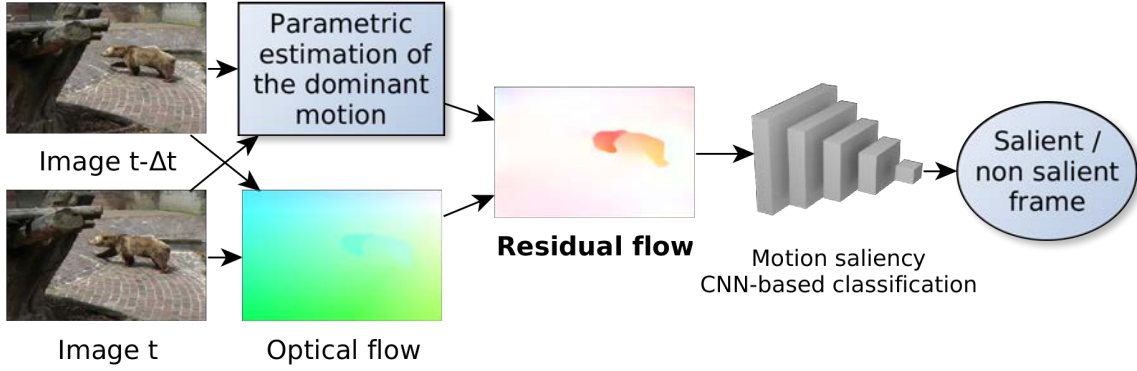 Parametric
estimation of
the dominant
motion
Image t-Δt
Image t
Optical flow
Residual flow
Motion saliency
CNN-based classification
Salient /
non salient
frame